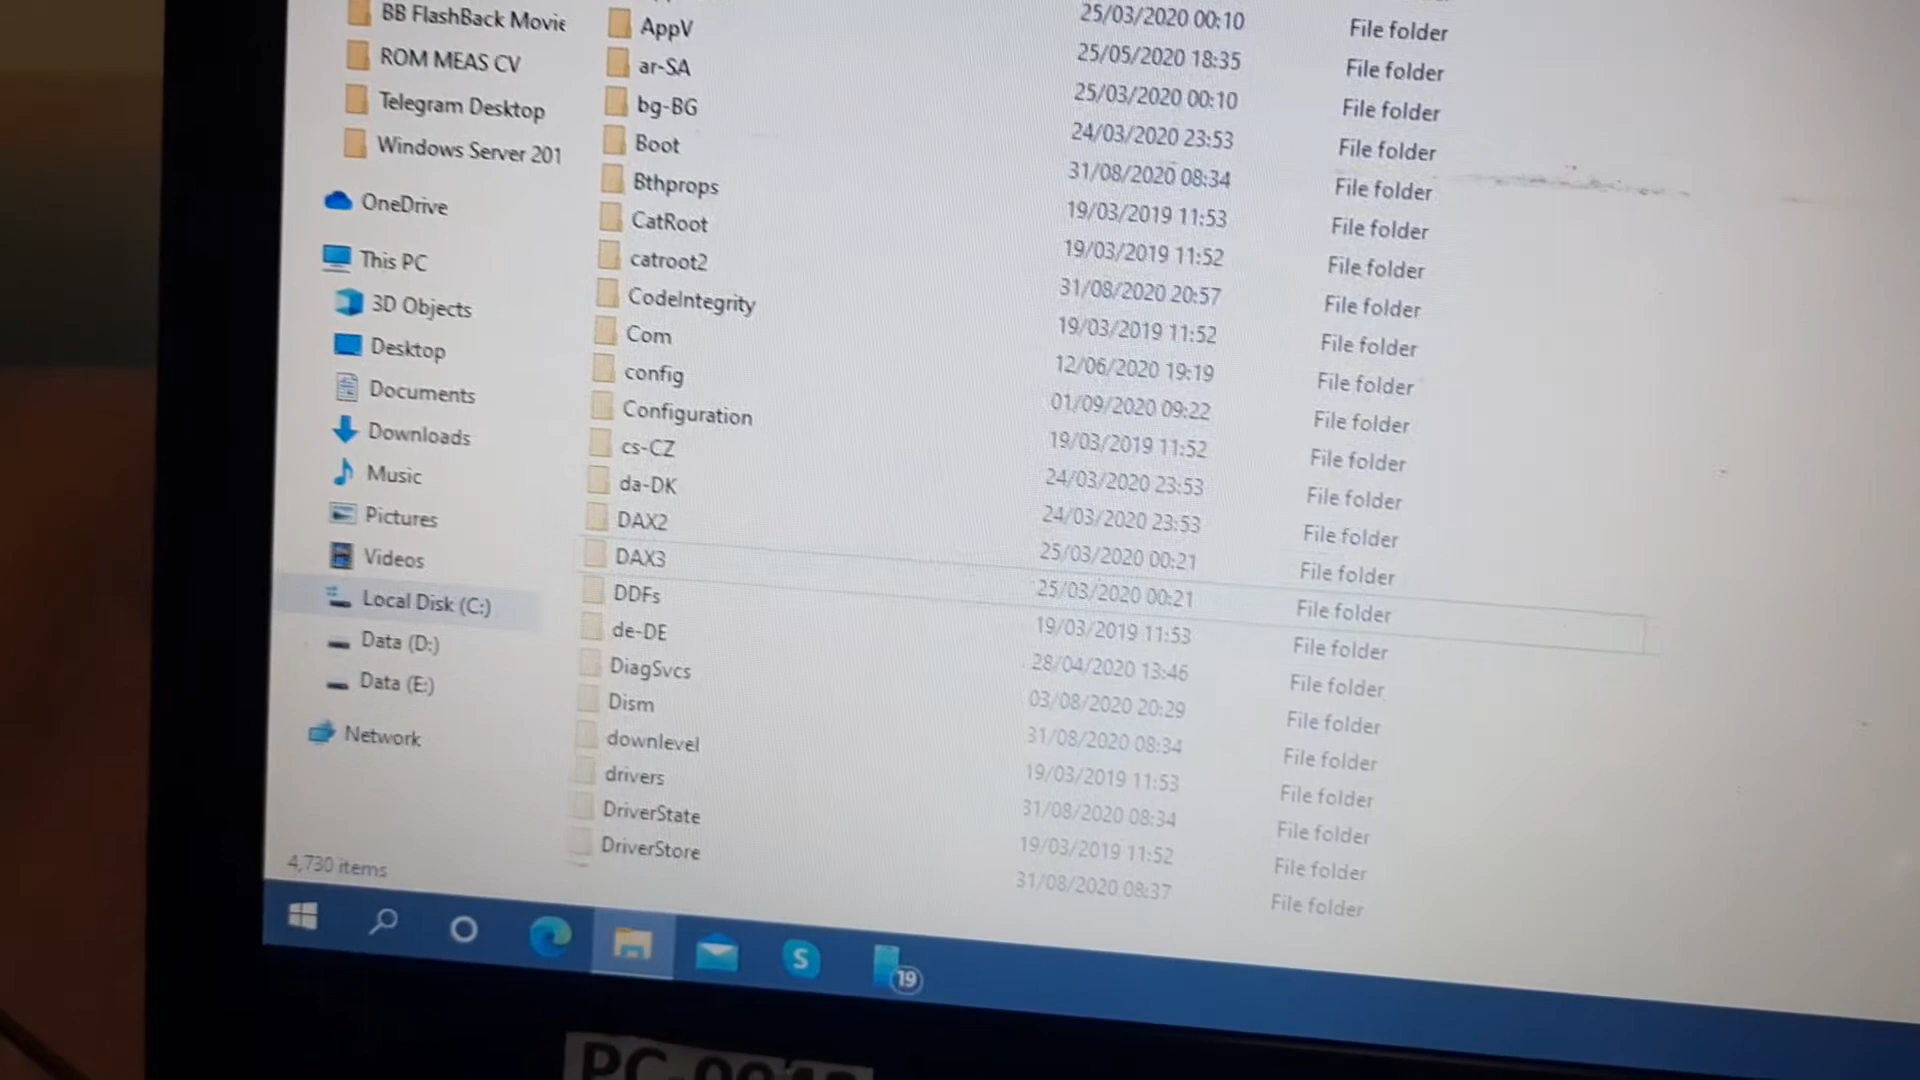 BB FlashBack Movie
ROM MEAS CV
Telegram Desktop
Windows Server 201
OneDrive
This PC
3D Objects
Desktop
Documents
Downloads
Music
Pictures
Videos
Local Disk (C:)
Data (D:)
Data (E:)
Network
4,730 items
AppV
ar-SA
bg-BG
Boot
Bthprops
CatRoot
catroot2
CodeIntegrity
Com
config
Configuration
cs-CZ
da-DK
DAX2
DAX3
DDFs
de-DE
DiagSvcs
Dism
downlevel
drivers
DriverState
DriverStore
25/03/2020 00:10 File folder
25/05/2020 18:35 File folder
25/03/2020 00:10 File folder
24/03/2020 23:53 File folder
31/08/2020 08:34 File folder
19/03/2019 11:53 File folder
19/03/2019 11:52 File folder
31/08/2020 20:57 File folder
19/03/2019 11:52 File folder
12/06/2020 19:19 File folder
01/09/2020 09:22 File folder
19/03/2019 11:52 File folder
24/03/2020 23:53 File folder
24/03/2020 23:53 File folder
25/03/2020 00:21 File folder
25/03/2020 00:21 File folder
19/03/2019 11:53 File folder
28/04/2020 13:46 File folder
03/08/2020 20:29 File folder
31/08/2020 08:34 File folder
19/03/2019 11:53 File folder
31/08/2020 08:34 File folder
19/03/2019 11:52 File folder
31/08/2020 08:37 File folder
S
19